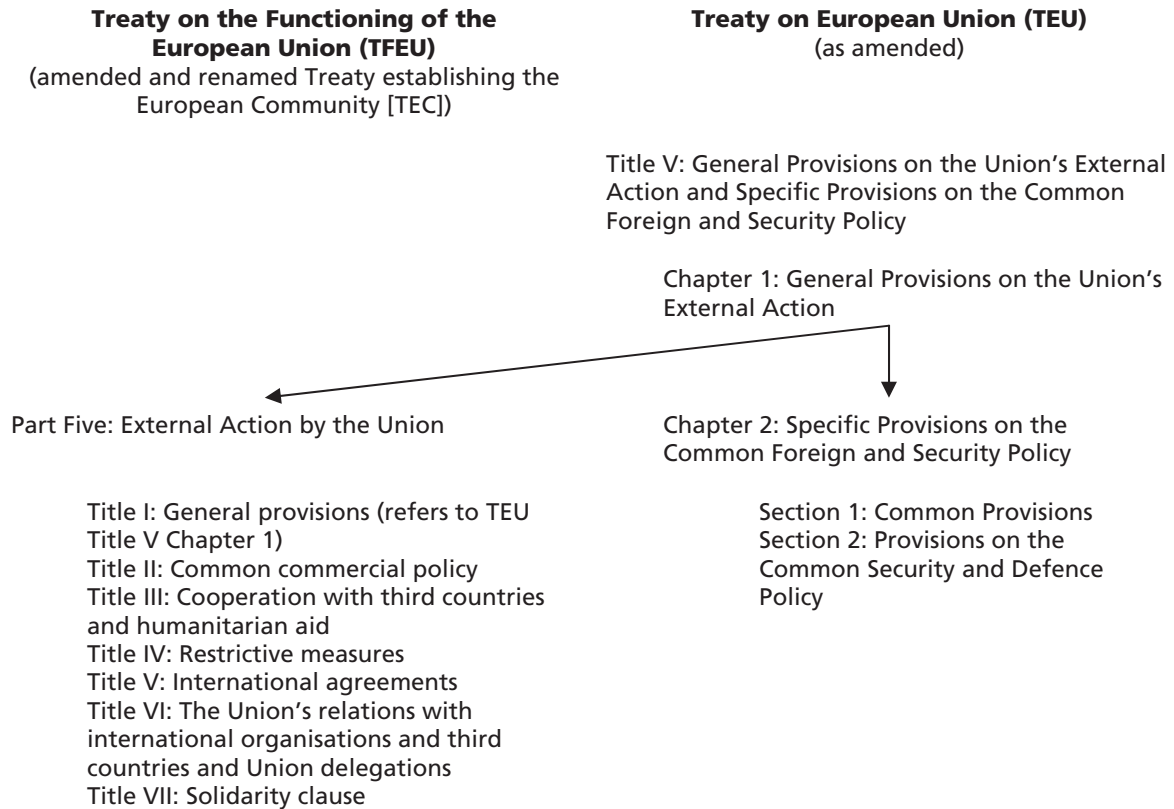 Treaty on the Functioning of the
European Union (TFEU)
(amended and renamed Treaty establishing the
European Community [TEC])
Treaty on European Union (TEU)
(as amended)
Title V: General Provisions on the Union's External
Action and Specific Provisions on the Common
Foreign and Security Policy
Chapter 1: General Provisions on the Union's
External Action
Part Five: External Action by the Union
Title I: General provisions (refers to TEU
Title V Chapter 1)
Title II: Common commercial policy
Title III: Cooperation with third countries
and humanitarian aid
Title IV: Restrictive measures
Title V: International agreements
Title VI: The Union's relations with
international organisations and third
countries and Union delegations
Title VII: Solidarity clause
Chapter 2: Specific Provisions on the
Common Foreign and Security Policy
Section 1: Common Provisions
Section 2: Provisions on the
Common Security and Defence
Policy